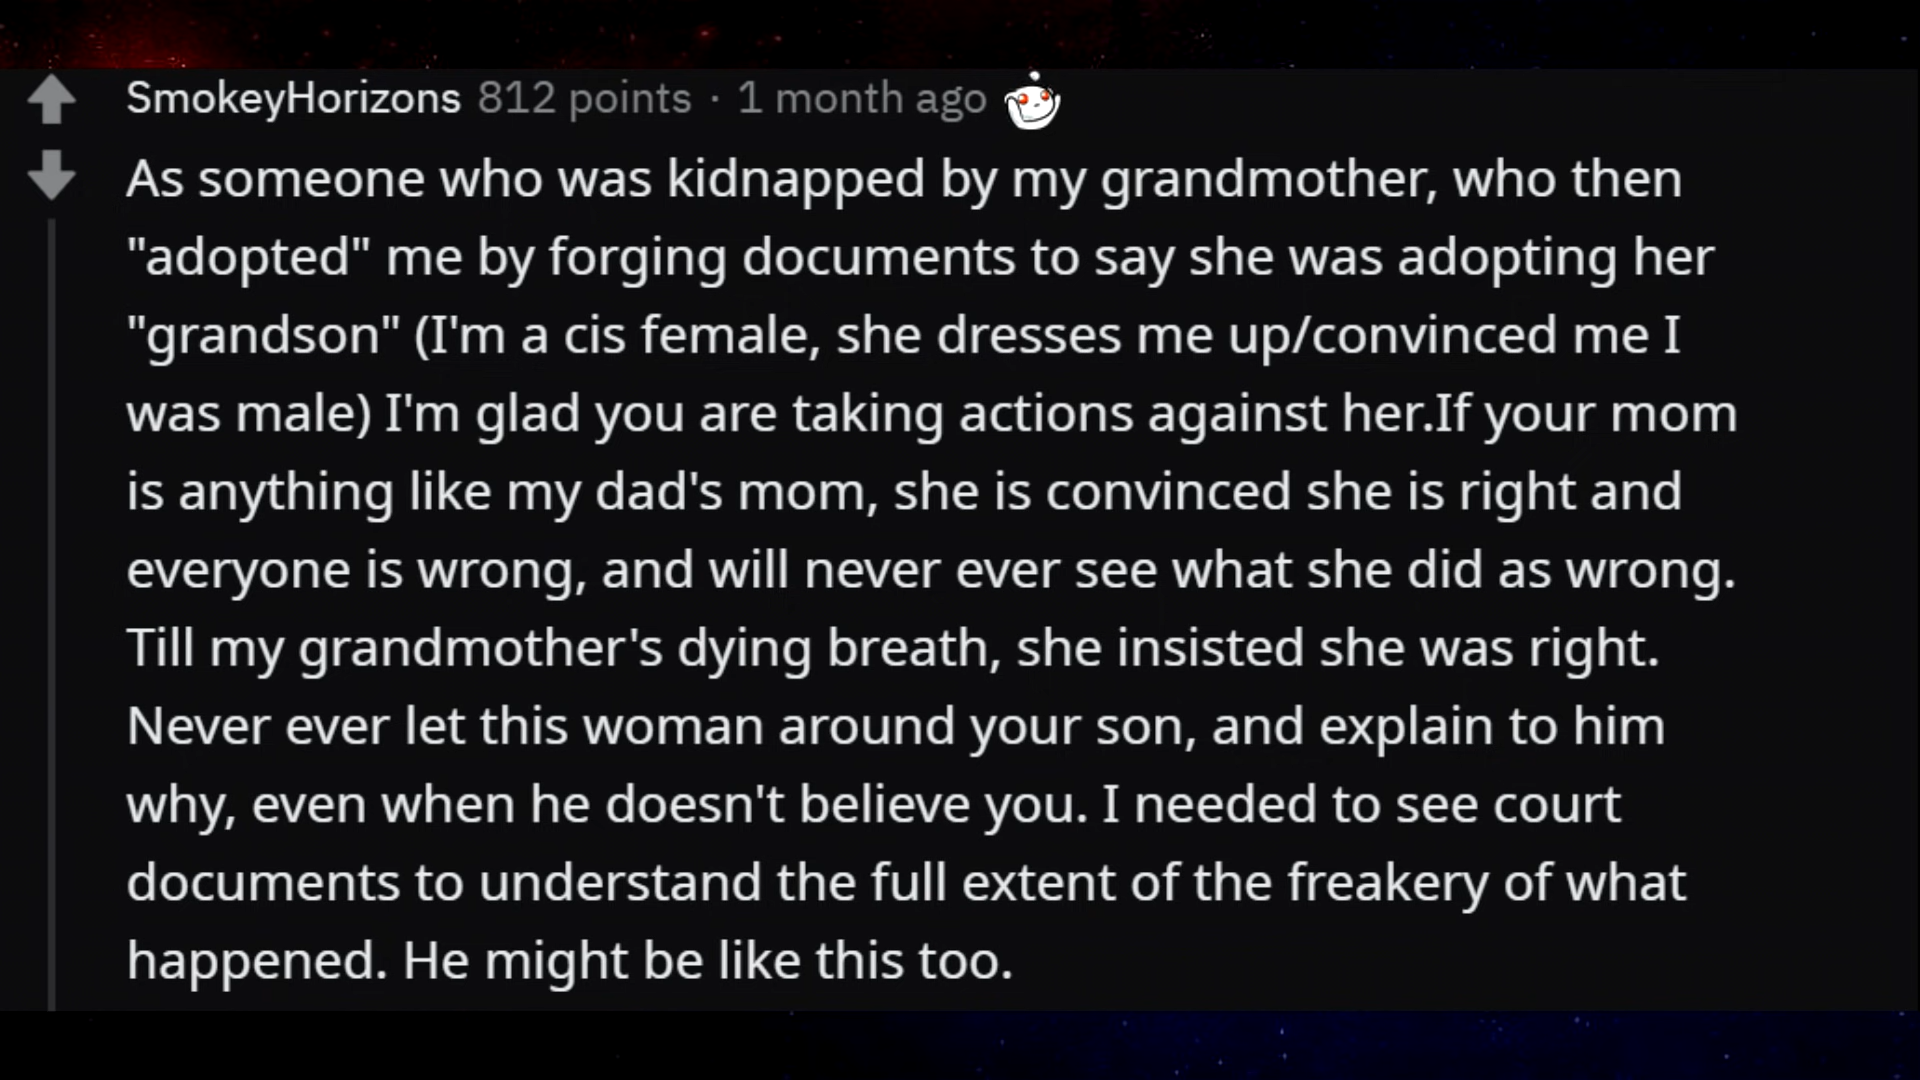 SmokeyHorizons 812 points · 1 month ago
As someone who was kidnapped by my grandmother, who then
"adopted" me by forging documents to say she was adopting her
"grandson" (I'm a cis female, she dresses me up/convinced me I
was male) I'm glad you are taking actions against her.If your mom
is anything like my dad's mom, she is convinced she is right and
everyone is wrong, and will never ever see what she did as wrong.
Till my grandmother's dying breath, she insisted she was right.
Never ever let this woman around your son, and explain to him
why, even when he doesn't believe you. I needed to see court
documents to understand the full extent of the freakery of what
happened. He might be like this too.